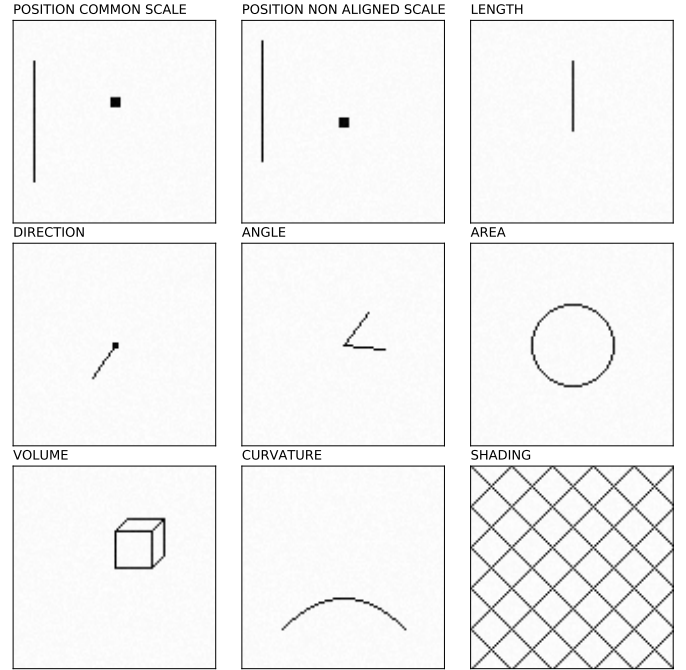 POSITION COMMON SCALE
POSITION NON ALIGNED SCALE
LENGTH
DIRECTION
ANGLE
AREA
VOLUME
CURVATURE
SHADING